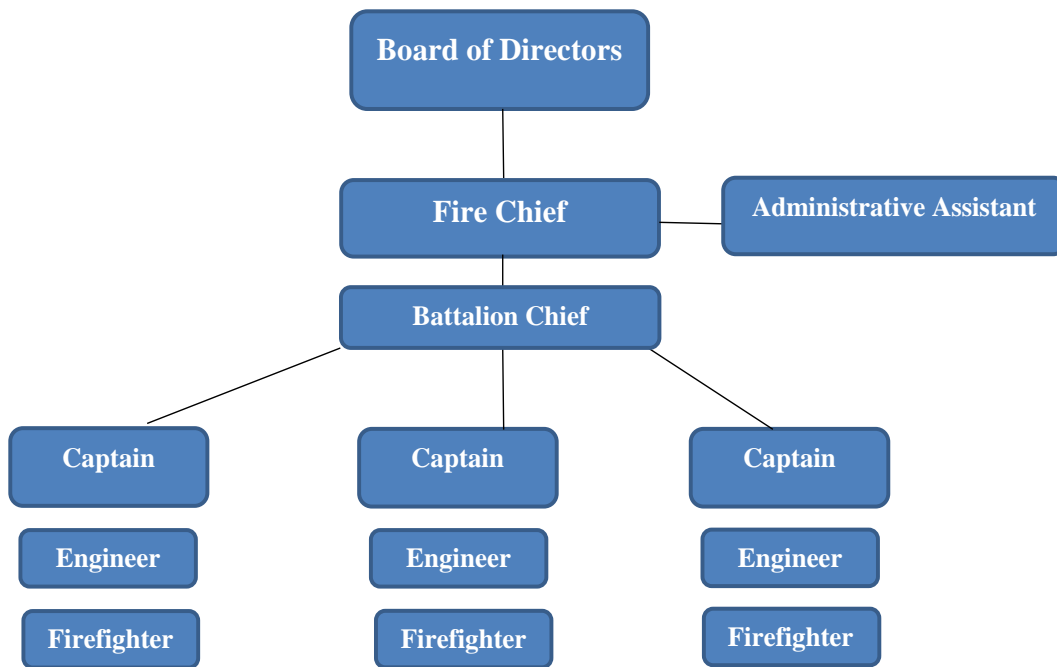 Board of Directors
Fire Chief
Administrative Assistant
Battalion Chief
Captain
Captain
Captain
Engineer
Engineer
Engineer
Firefighter
Firefighter
Firefighter